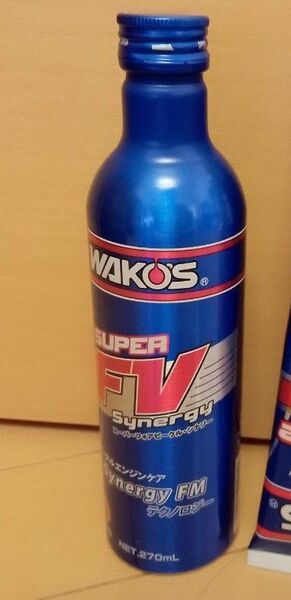 WAKO'S®
SUPER
FV
Synergy
スーパーフォアビークル・シナジー
フルエンジンケア
Synergy FM
テクノロジー
NET.270mL